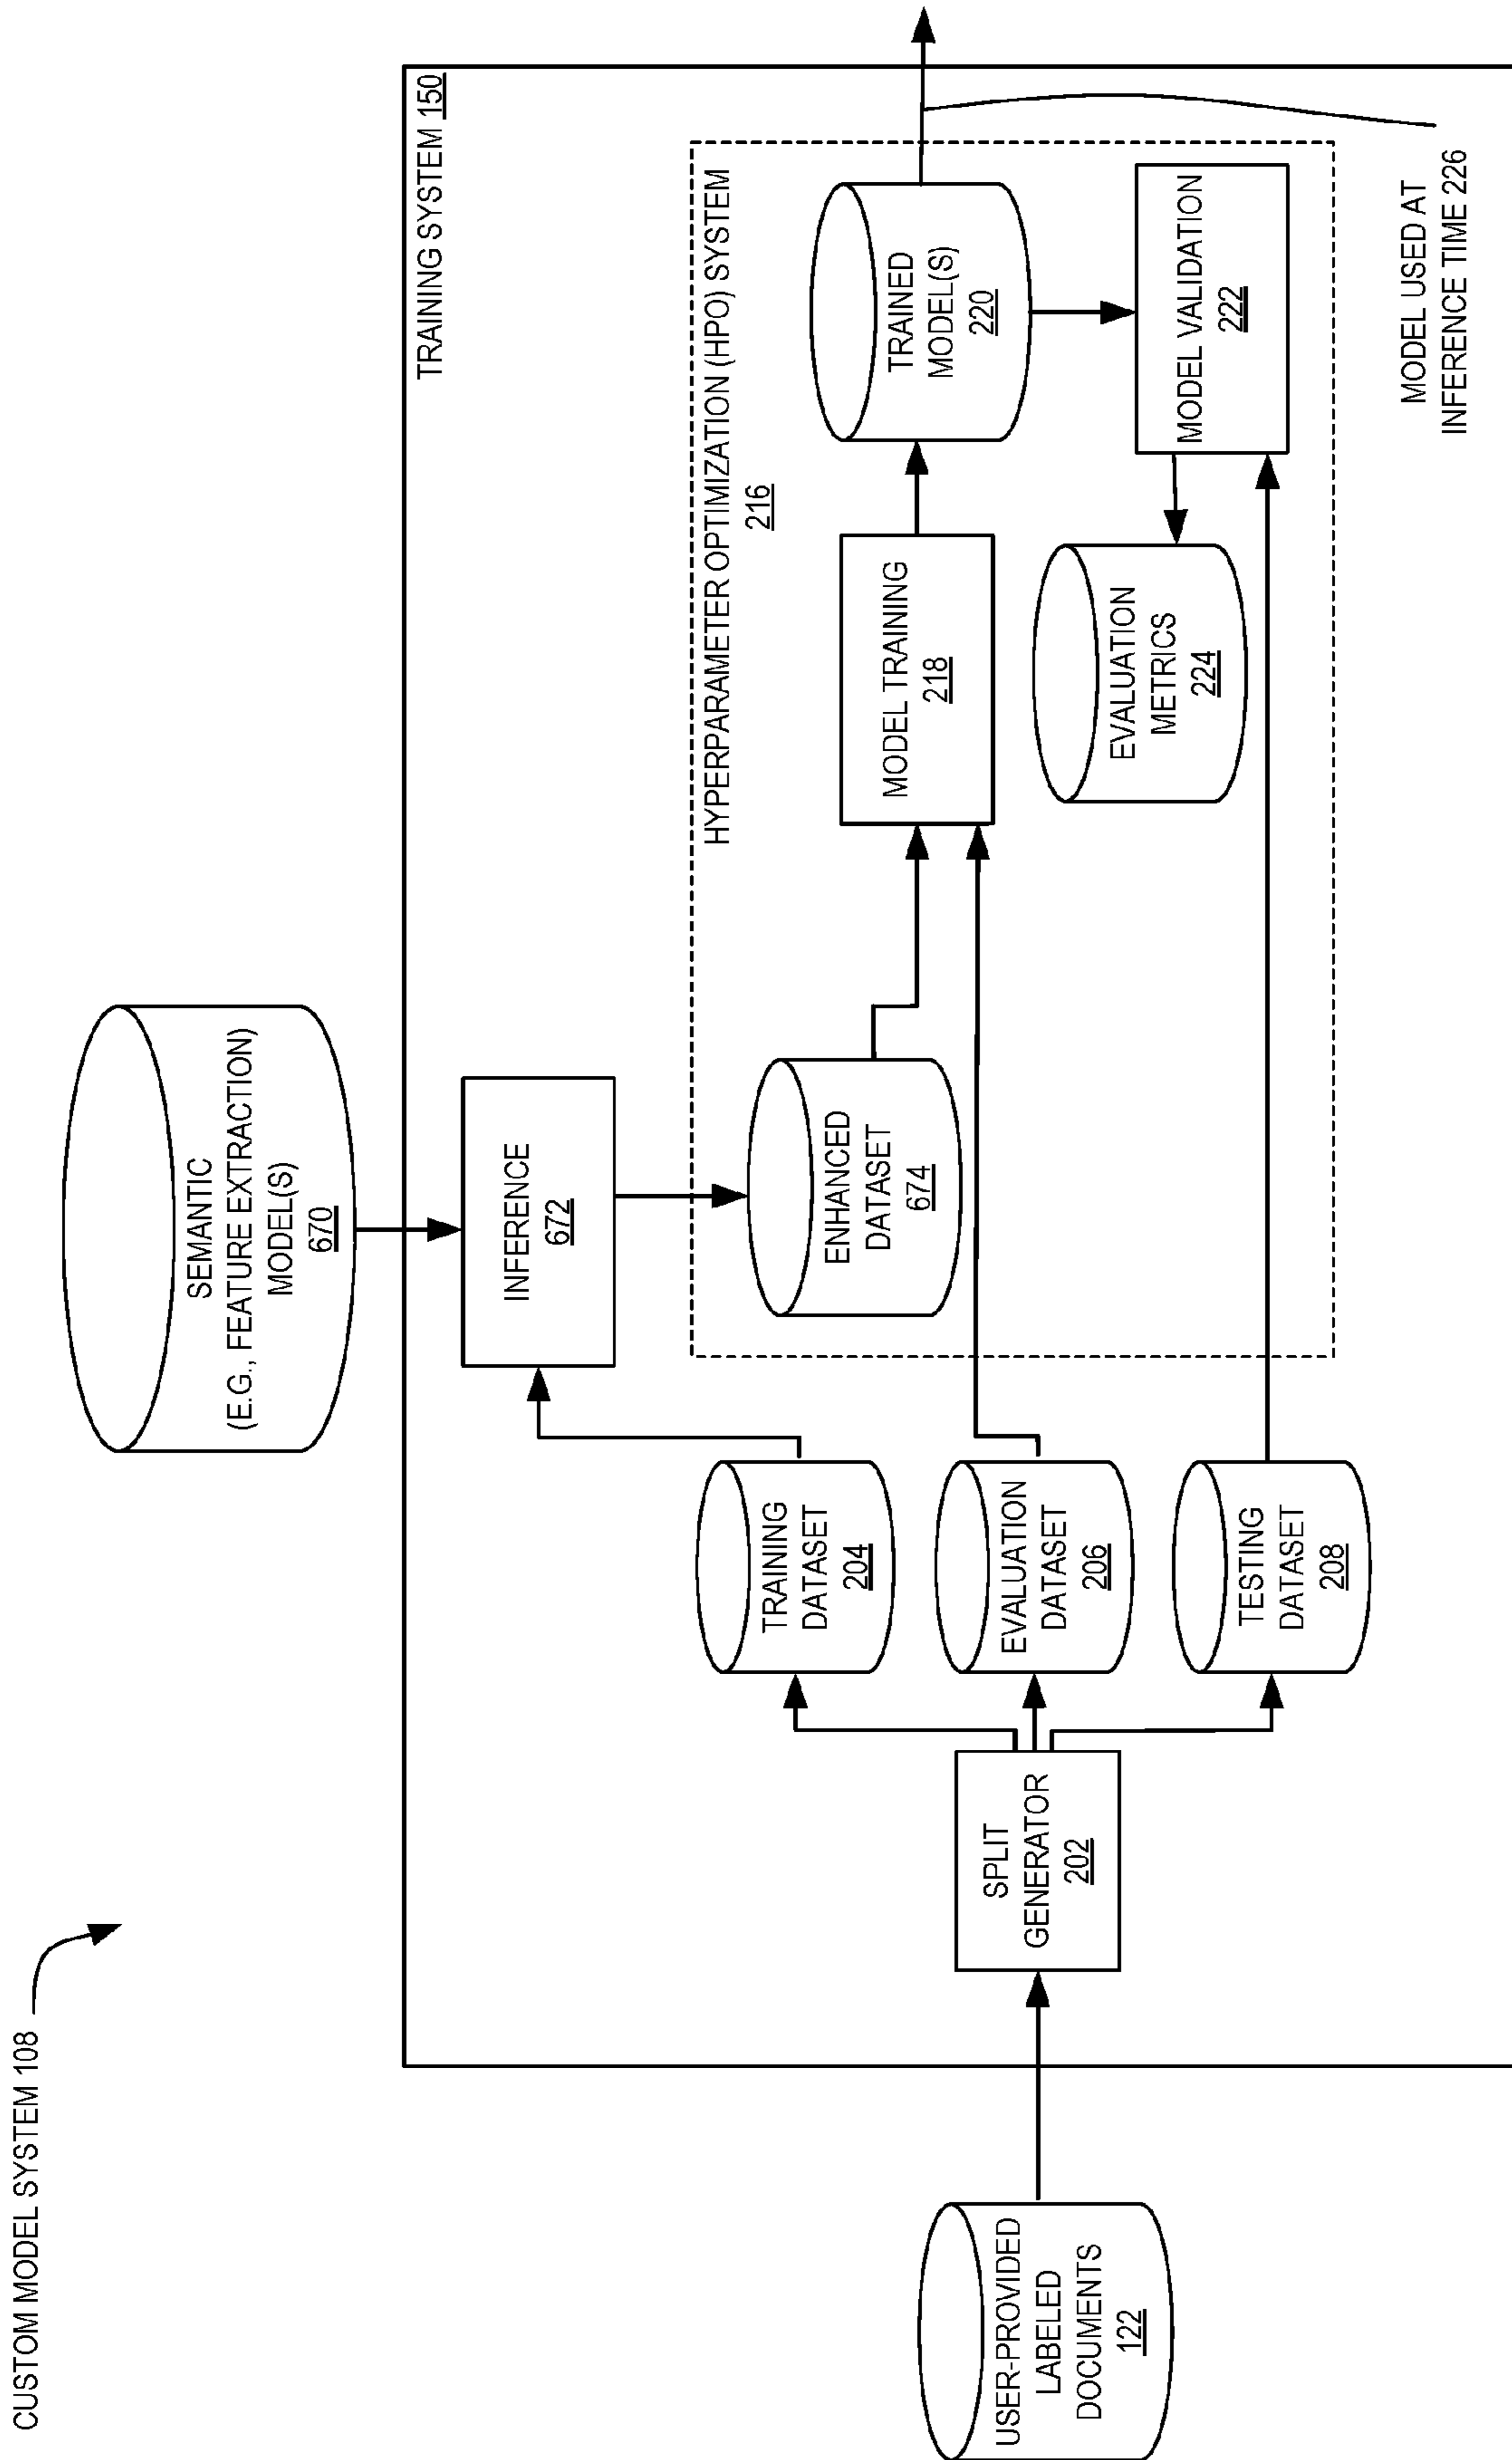 CUSTOM MODEL SYSTEM 108
SEMANTIC
(E.G., FEATURE EXTRACTION)
MODEL(S)
670
TRAINING SYSTEM 150
INFERENCE
672
HYPERPARAMETER OPTIMIZATION (HPO) SYSTEM
216
USER-PROVIDED
LABELED
DOCUMENTS
122
SPLIT
GENERATOR
202
TRAINING
DATASET
204
EVALUATION
DATASET
206
TESTING
DATASET
208
ENHANCED
DATASET
674
MODEL TRAINING
218
TRAINED
MODEL(S)
220
EVALUATION
METRICS
224
MODEL VALIDATION
222
MODEL USED AT
INFERENCE TIME 226